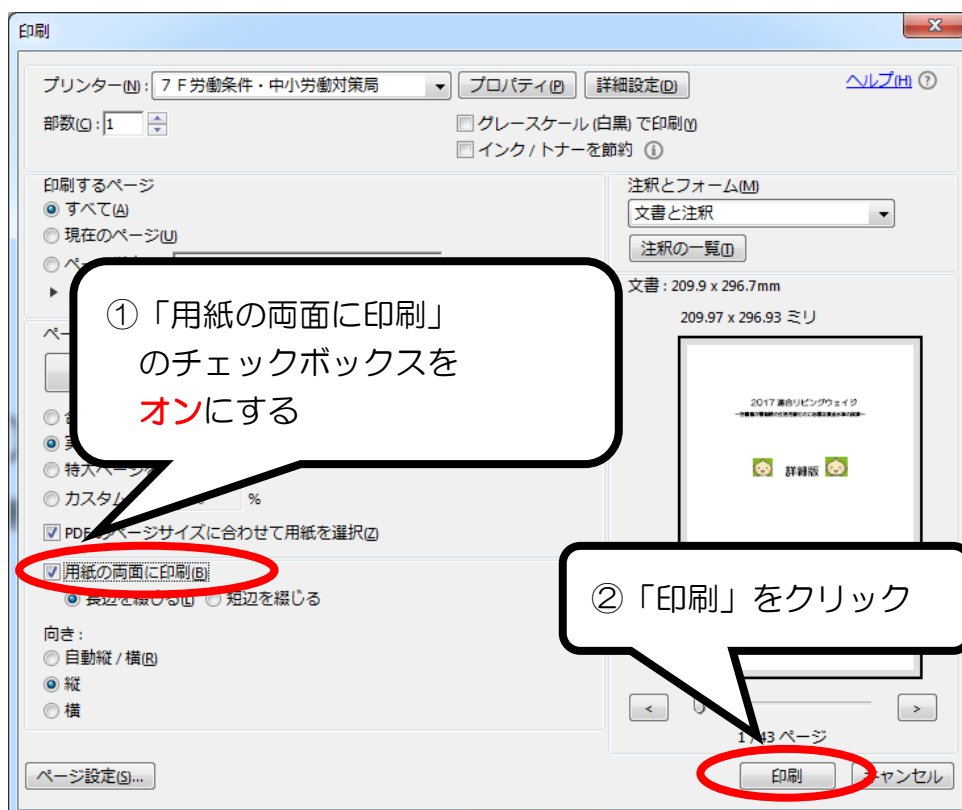 印刷
プリンター(N): 7F労働条件・中小労働対策局 プロパティ(P) 詳細設定(D) ヘルプ(H)
部数(C): 1 グレースケール (白黒) で印刷(Y)
インク / トナーを節約
印刷するページ
すべて(A)
現在のページ(U)
①「用紙の両面に印刷」
のチェックボックスを
オンにする
特大ページ
カスタム %
PDF のページサイズに合わせて用紙を選択(Z)
用紙の両面に印刷(B)
長辺を綴じる(L) 短辺を綴じる
向き :
自動縦 / 横(R)
縦
横
ページ設定(S)...
注釈とフォーム(M)
文書と注釈
注釈の一覧(T)
文書 : 209.9 x 296.7mm
209.97 x 296.93 ミリ
2017 連合リビングウェイジ
詳細版
②「印刷」をクリック
< >
1 / 43 ページ
印刷 キャンセル